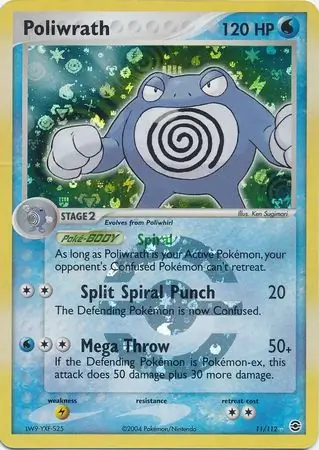 Poliwrath 120 HP
Illus. Ken Sugimori
STAGE 2
Evolves from Poliwhirl
Poké-BODY Spiral
As long as Poliwrath is your Active Pokémon, your
opponent's Confused Pokémon can't retreat.
Split Spiral Punch 20
The Defending Pokémon is now Confused.
Mega Throw 50+
If the Defending Pokémon is Pokémon-ex, this
attack does 50 damage plus 30 more damage.
weakness resistance retreat cost
LW9-YXF-S25 ©2004 Pokémon/Nintendo 11/112